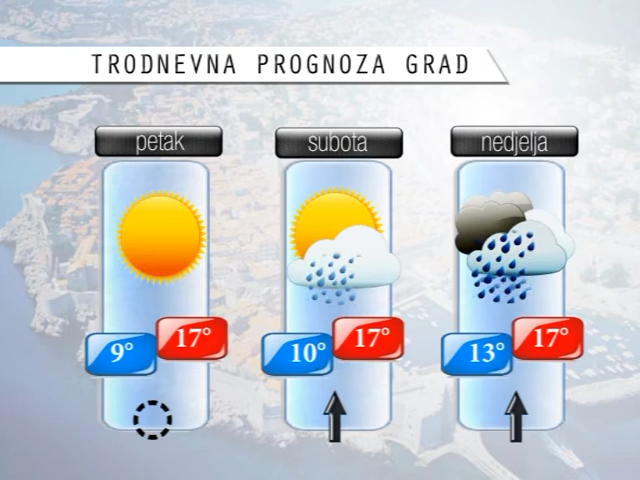 TRODNEVNA PROGNOZA GRAD
petak
subota
nedjelja
9° 17°
10° 17°
13° 17°